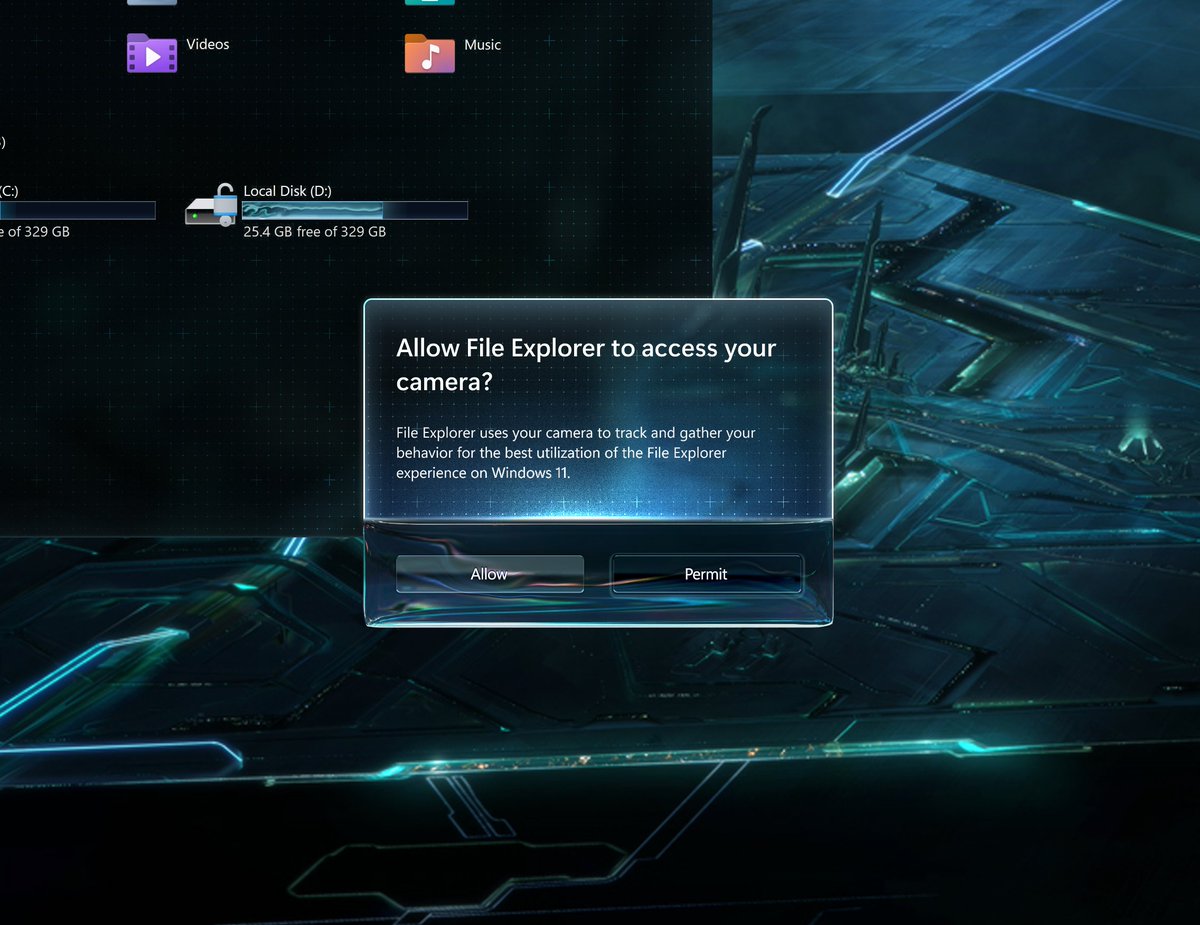 Videos
Music
(C:)
Local Disk (D:)
of 329 GB
25.4 GB free of 329 GB
Allow File Explorer to access your
camera?
File Explorer uses your camera to track and gather your
behavior for the best utilization of the File Explorer
experience on Windows 11.
Allow
Permit